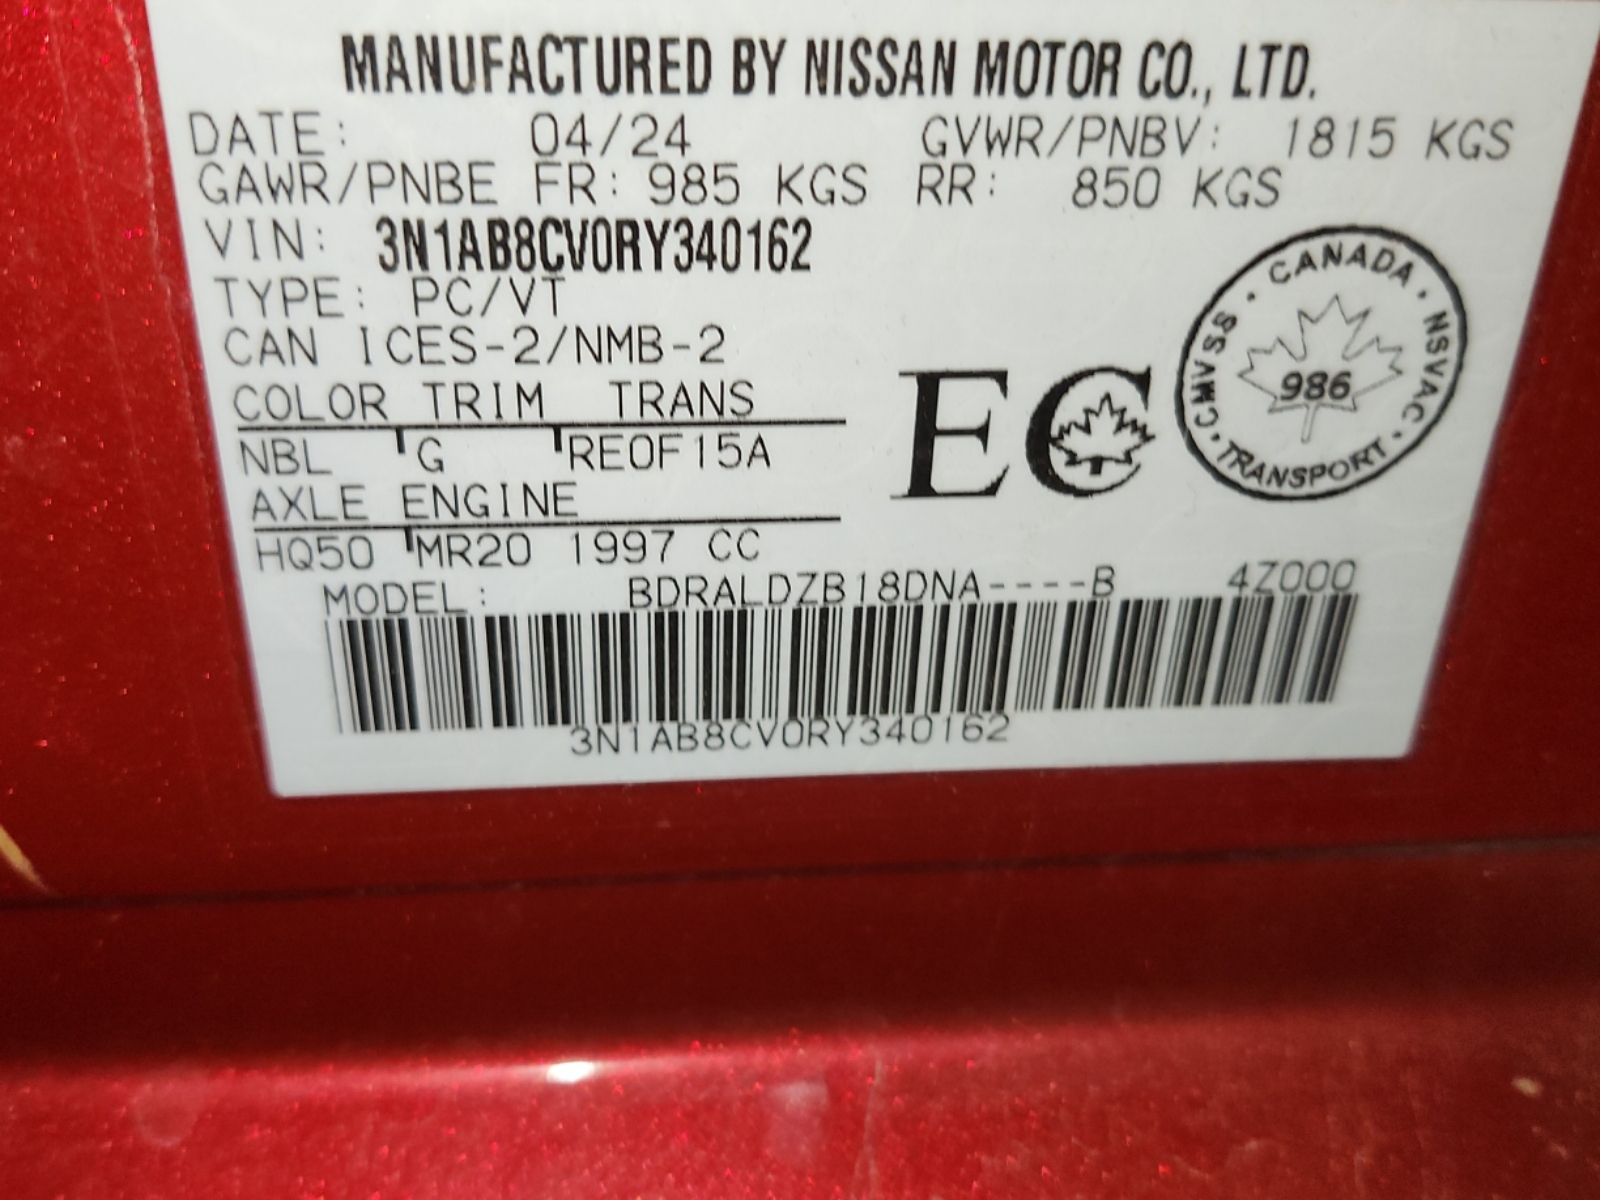 MANUFACTURED BY NISSAN MOTOR CO., LTD.
DATE: 04/24 GVWR/PNBV: 1815 KGS
GAWR/PNBE FR: 985 KGS RR: 850 KGS
VIN: 3N1AB8CV0RY340162
TYPE: PC/VT
CAN ICES-2/NMB-2
COLOR TRIM TRANS
NBL G RE0F15A
AXLE ENGINE
HQ50 MR20 1997 CC
EC
CANADA · NSVAC · TRANSPORT · CMVSS ·
986
MODEL: BDRALDZB18DNA----B 4Z000
3N1AB8CV0RY340162